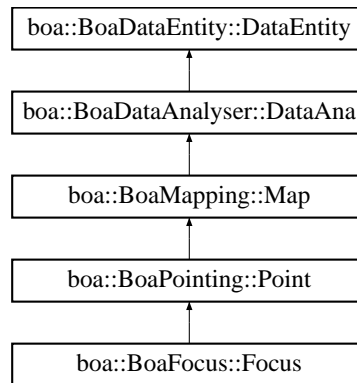 boa::BoaDataEntity::DataEntity
boa::BoaDataAnalyser::DataAna
boa::BoaMapping::Map
boa::BoaPointing::Point
boa::BoaFocus::Focus